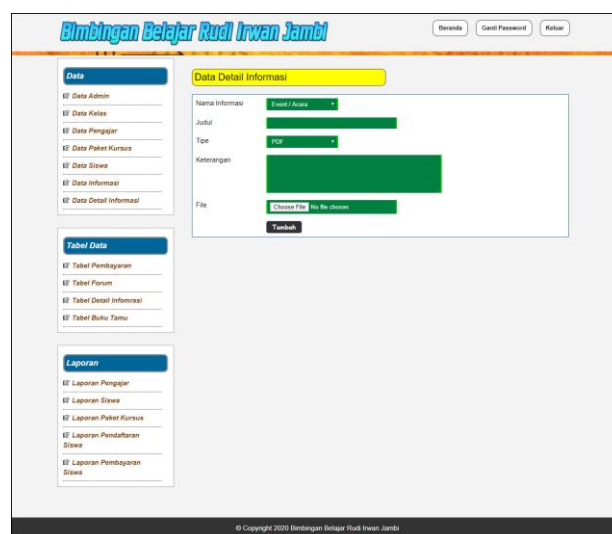 Bimbingan Belajar Rudi Irwan Jambi
Beranda
Ganti Password
Keluar
Data
Data Admin
Data Kelas
Data Pengajar
Data Paket Kursus
Data Siswa
Data Informasi
Data Detail Informasi
Data Detail Informasi
Nama Informasi
Event / Acara
Judul
Tipe
PDF
Keterangan
File
Choose File No file chosen
Tambah
Tabel Data
Tabel Pembayaran
Tabel Forum
Tabel Detail Infomrasi
Tabel Buku Tamu
Laporan
Laporan Pengajar
Laporan Siswa
Laporan Paket Kursus
Laporan Pendaftaran
Siswa
Laporan Pembayaran
Siswa
© Copyright 2020 Bimbingan Belajar Rudi Irwan Jambi